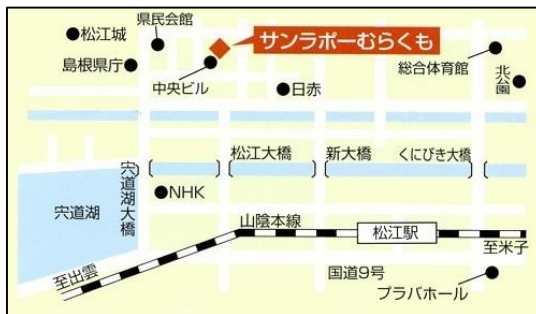 県民会館
松江城
サンラポーむらくも
島根県庁
中央ビル
日赤
総合体育館
北公園
松江大橋
新大橋
くにびき大橋
宍道湖大橋
NHK
宍道湖
山陰本線
松江駅
至米子
至出雲
国道9号
プラバホール